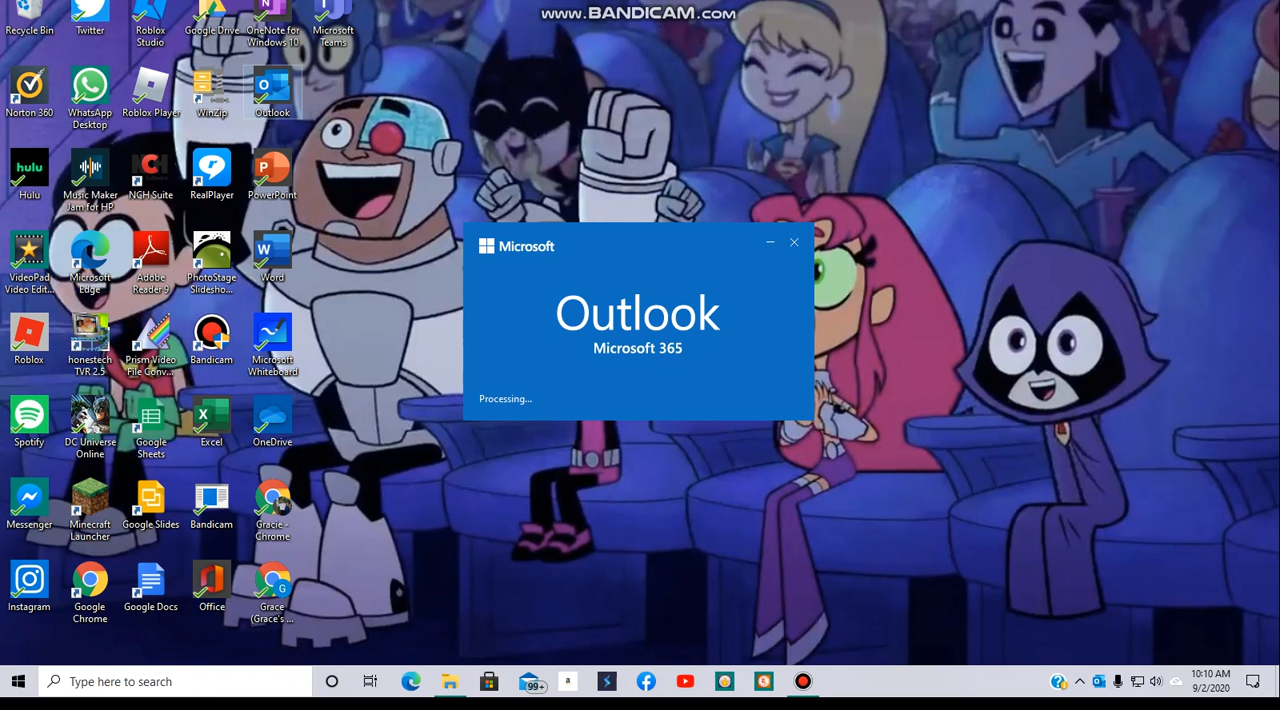 www.BANDICAM.com
Recycle Bin
Twitter
Roblox
Studio
Google Drive
OneNote for
Windows 10
Microsoft
Teams
Norton 360
WhatsApp
Desktop
Roblox Player
WinZip
Outlook
hulu
Hulu
Music Maker
Jam for HP
NCH
NCH Suite
RealPlayer
PowerPoint
VideoPad
Video Edit...
Microsoft
Edge
Adobe
Reader 9
PhotoStage
Slidesho...
Word
Roblox
honestech
TVR 2.5
Prism Video
File Conv...
Bandicam
Microsoft
Whiteboard
Spotify
DC Universe
Online
Google
Sheets
Excel
OneDrive
Messenger
Minecraft
Launcher
Google Slides
Bandicam
Gracie -
Chrome
Instagram
Google
Chrome
Google Docs
Office
Grace
(Grace's ...
Microsoft
Outlook
Microsoft 365
Processing...
Type here to search
99+
a
10:10 AM
9/2/2020